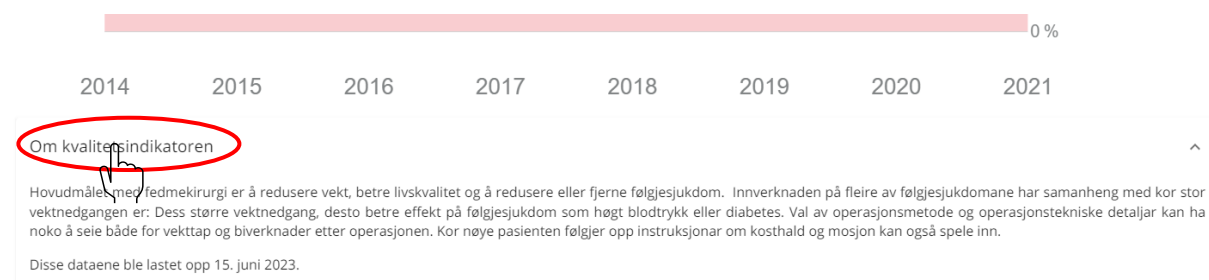 0 %
2014 2015 2016 2017 2018 2019 2020 2021
Om kvalitetsindikatoren
Hovudmålet med fedmekirurgi er å redusere vekt, betre livskvalitet og å redusere eller fjerne følgjesjukdom. Innverknaden på fleire av følgjesjukdomane har samanheng med kor stor
vektnedgangen er: Dess større vektnedgang, desto betre effekt på følgjesjukdom som høgt blodtrykk eller diabetes. Val av operasjonsmetode og operasjonstekniske detaljar kan ha
noko å seie både for vekttap og biverknader etter operasjonen. Kor nøye pasienten følgjer opp instruksjonar om kosthald og mosjon kan også spele inn.
Disse dataene ble lastet opp 15. juni 2023.